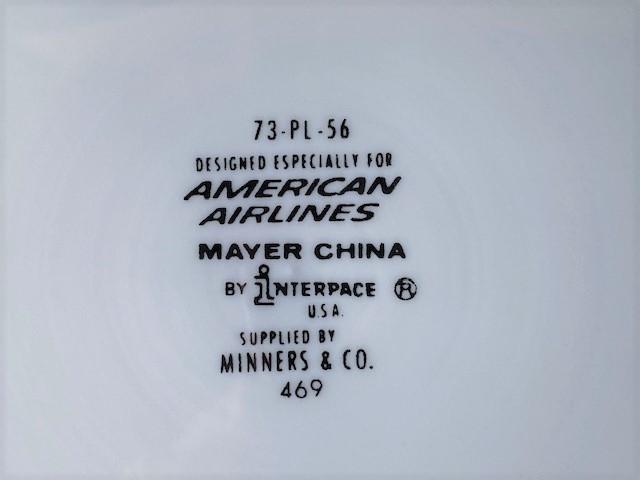 73-PL-56
DESIGNED ESPECIALLY FOR
AMERICAN
AIRLINES
MAYER CHINA
BY INTERPACE ®
U.S.A.
SUPPLIED BY
MINNERS & CO.
469